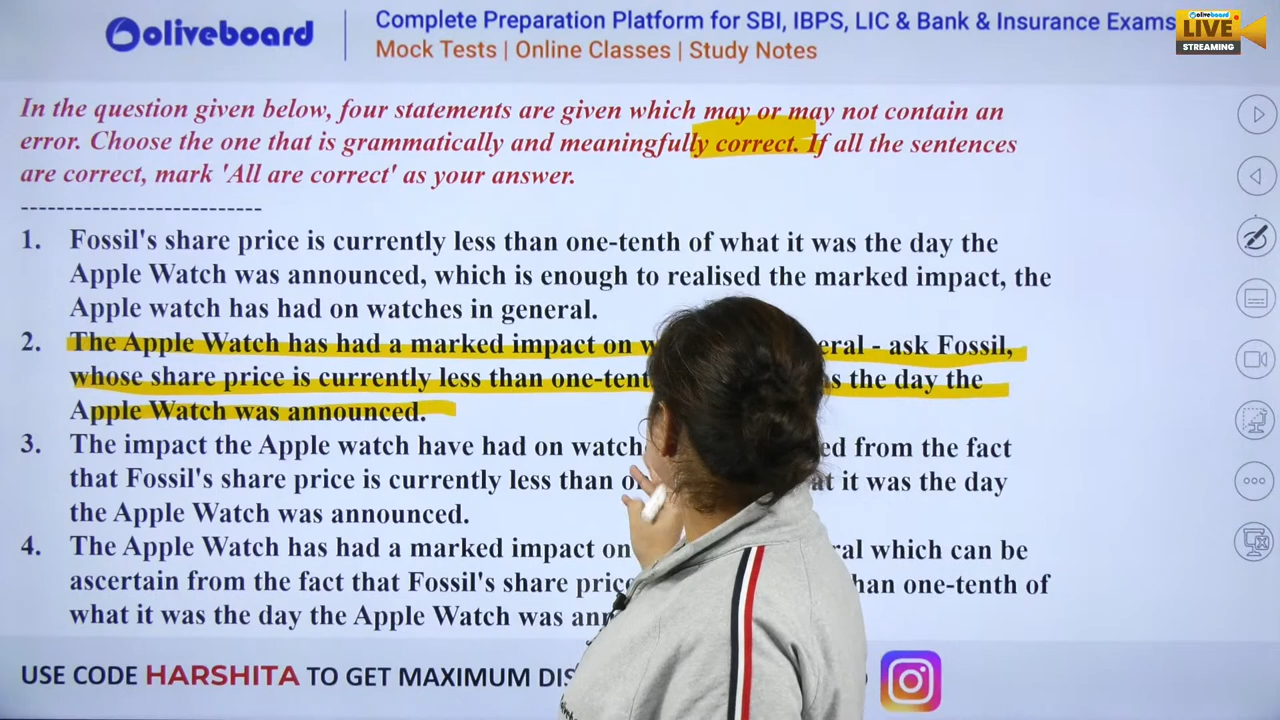 oliveboard
Complete Preparation Platform for SBI, IBPS, LIC & Bank & Insurance Exams
Mock Tests | Online Classes | Study Notes
oliveboard
LIVE
STREAMING
In the question given below, four statements are given which may or may not contain an
error. Choose the one that is grammatically and meaningfully correct. If all the sentences
are correct, mark 'All are correct' as your answer.
--------------------------
1. Fossil's share price is currently less than one-tenth of what it was the day the
Apple Watch was announced, which is enough to realised the marked impact, the
Apple watch has had on watches in general.
2. The Apple Watch has had a marked impact on - ask Fossil,
whose share price is currently less than the day the
Apple Watch was announced.
3. The impact the Apple watch have had on from the fact
that Fossil's share price is currently less than it was the day
the Apple Watch was announced.
4. The Apple Watch has had a marked impact on which can be
ascertain from the fact that Fossil's share one-tenth of
what it was the day the Apple Watch was
USE CODE HARSHITA TO GET MAXIMUM